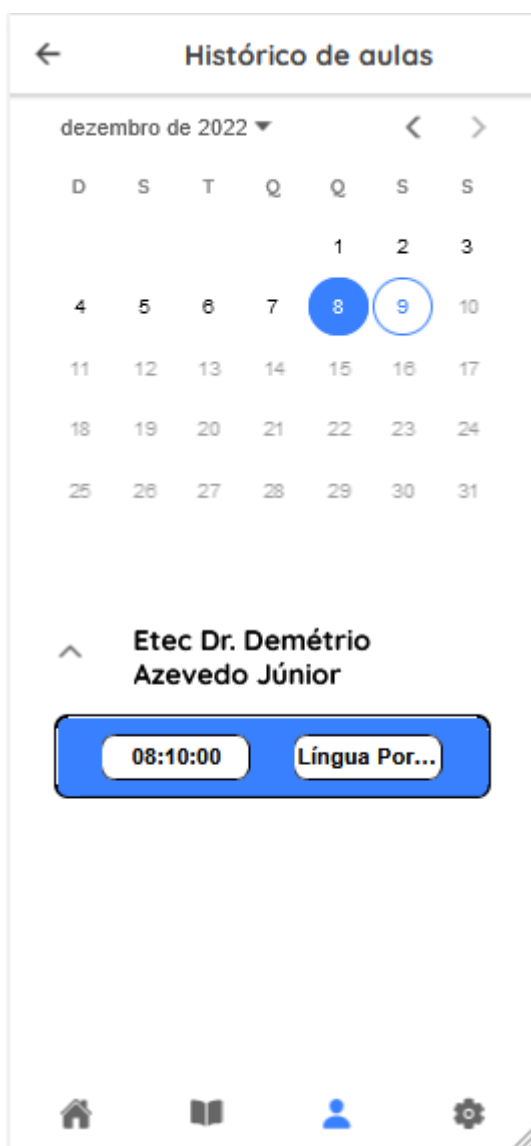 Histórico de aulas
dezembro de 2022
D S T Q Q S S
1 2 3
4 5 6 7 8 9 10
11 12 13 14 15 16 17
18 19 20 21 22 23 24
25 26 27 28 29 30 31
Etec Dr. Demétrio
Azevedo Júnior
08:10:00 Língua Por...